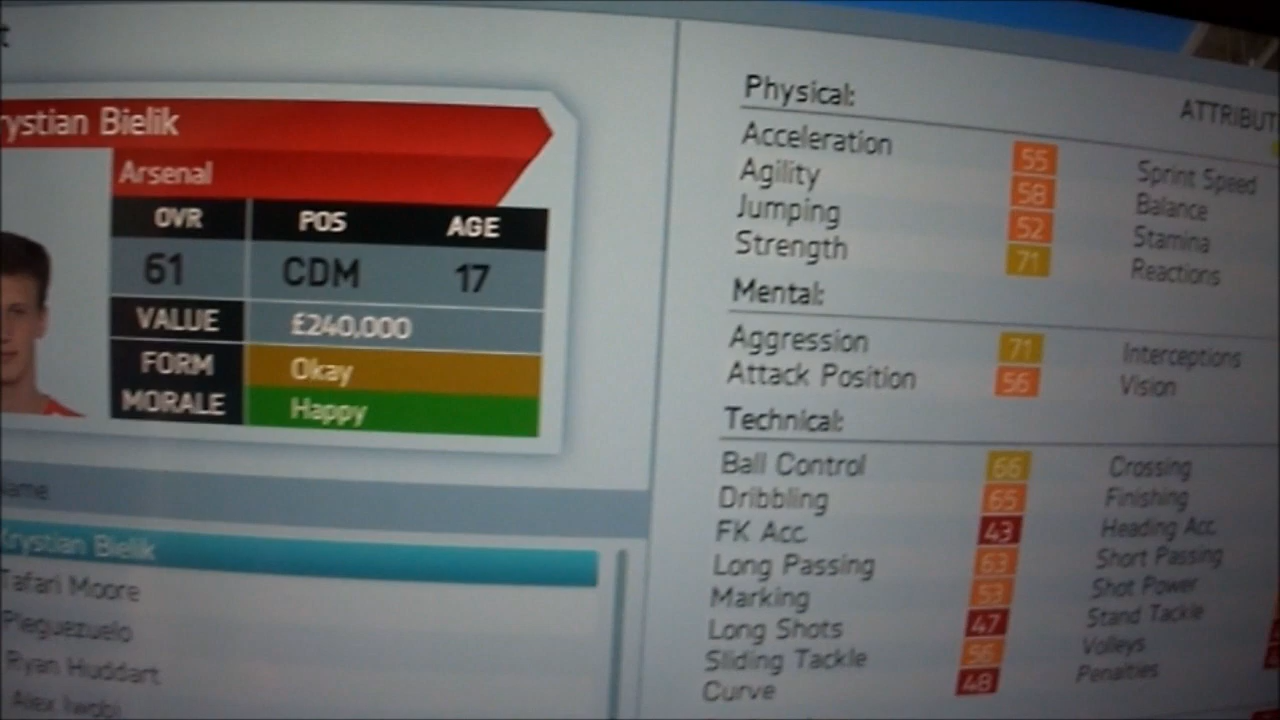 t
rystian Bielik
Arsenal
OVR POS AGE
61 CDM 17
VALUE £240,000
FORM Okay
MORALE Happy
Name
Krystian Bielik
Tafari Moore
Pleguezuelo
Ryan Huddart
Alex Iwobi
ATTRIBUT
Physical:
Acceleration 55 Sprint Speed
Agility 58 Balance
Jumping 52 Stamina
Strength 71 Reactions
Mental:
Aggression 71 Interceptions
Attack Position 56 Vision
Technical:
Ball Control 66 Crossing
Dribbling 65 Finishing
FK Acc. 43 Heading Acc.
Long Passing 63 Short Passing
Marking 53 Shot Power
Long Shots 47 Stand Tackle
Sliding Tackle 56 Volleys
Curve 48 Penalties